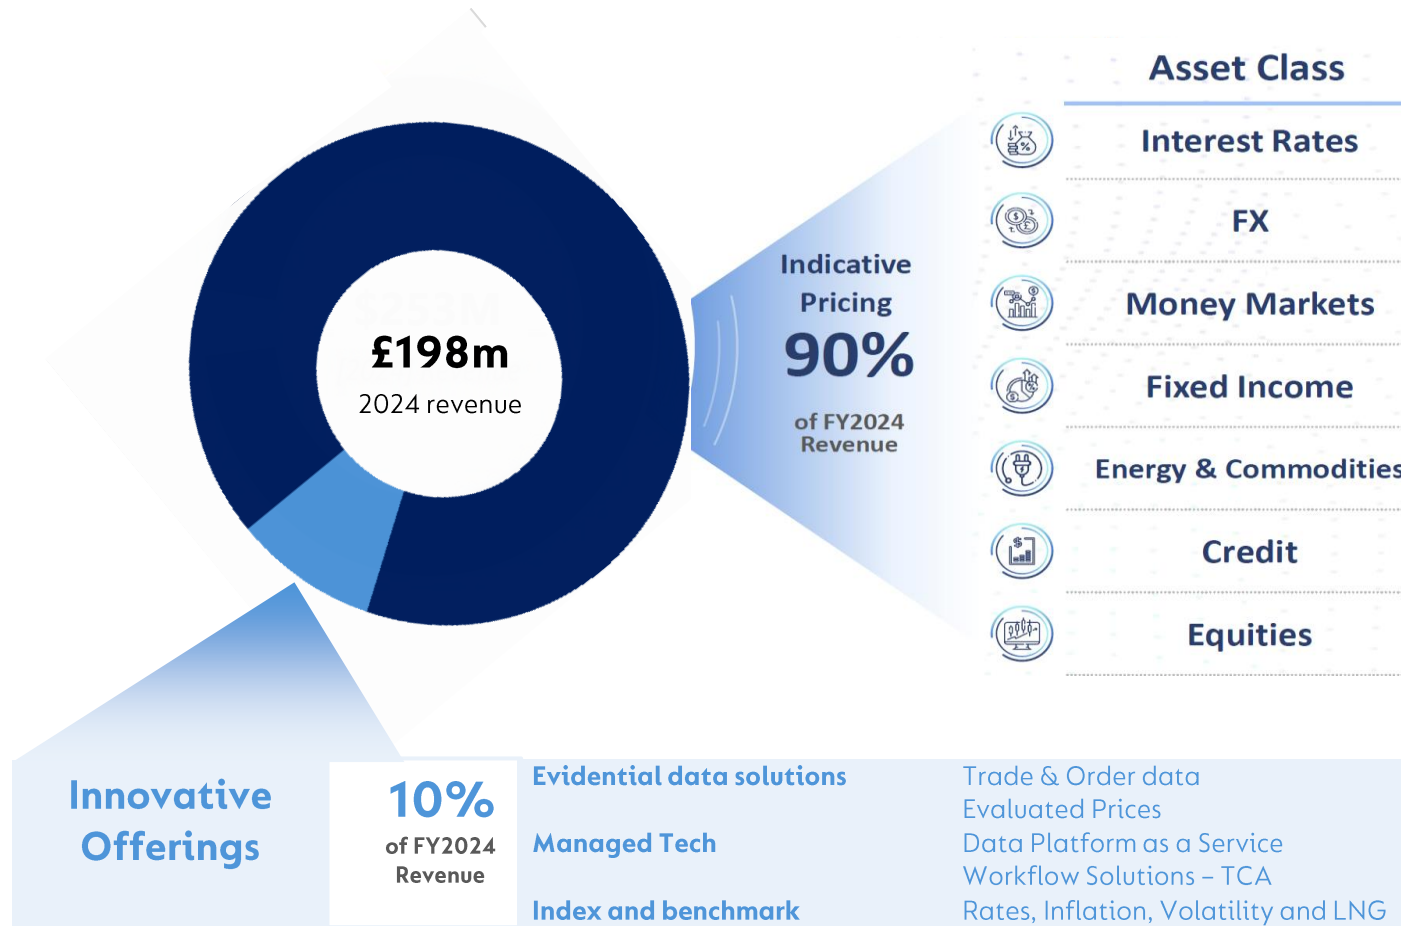 £198m
2024 revenue
Indicative
Pricing
90%
of FY2024
Revenue
Asset Class
Interest Rates
FX
Money Markets
Fixed Income
Energy & Commodities
Credit
Equities
Innovative
Offerings
10%
of FY2024
Revenue
Evidential data solutions
Trade & Order data
Evaluated Prices
Managed Tech
Data Platform as a Service
Workflow Solutions – TCA
Index and benchmark
Rates, Inflation, Volatility and LNG